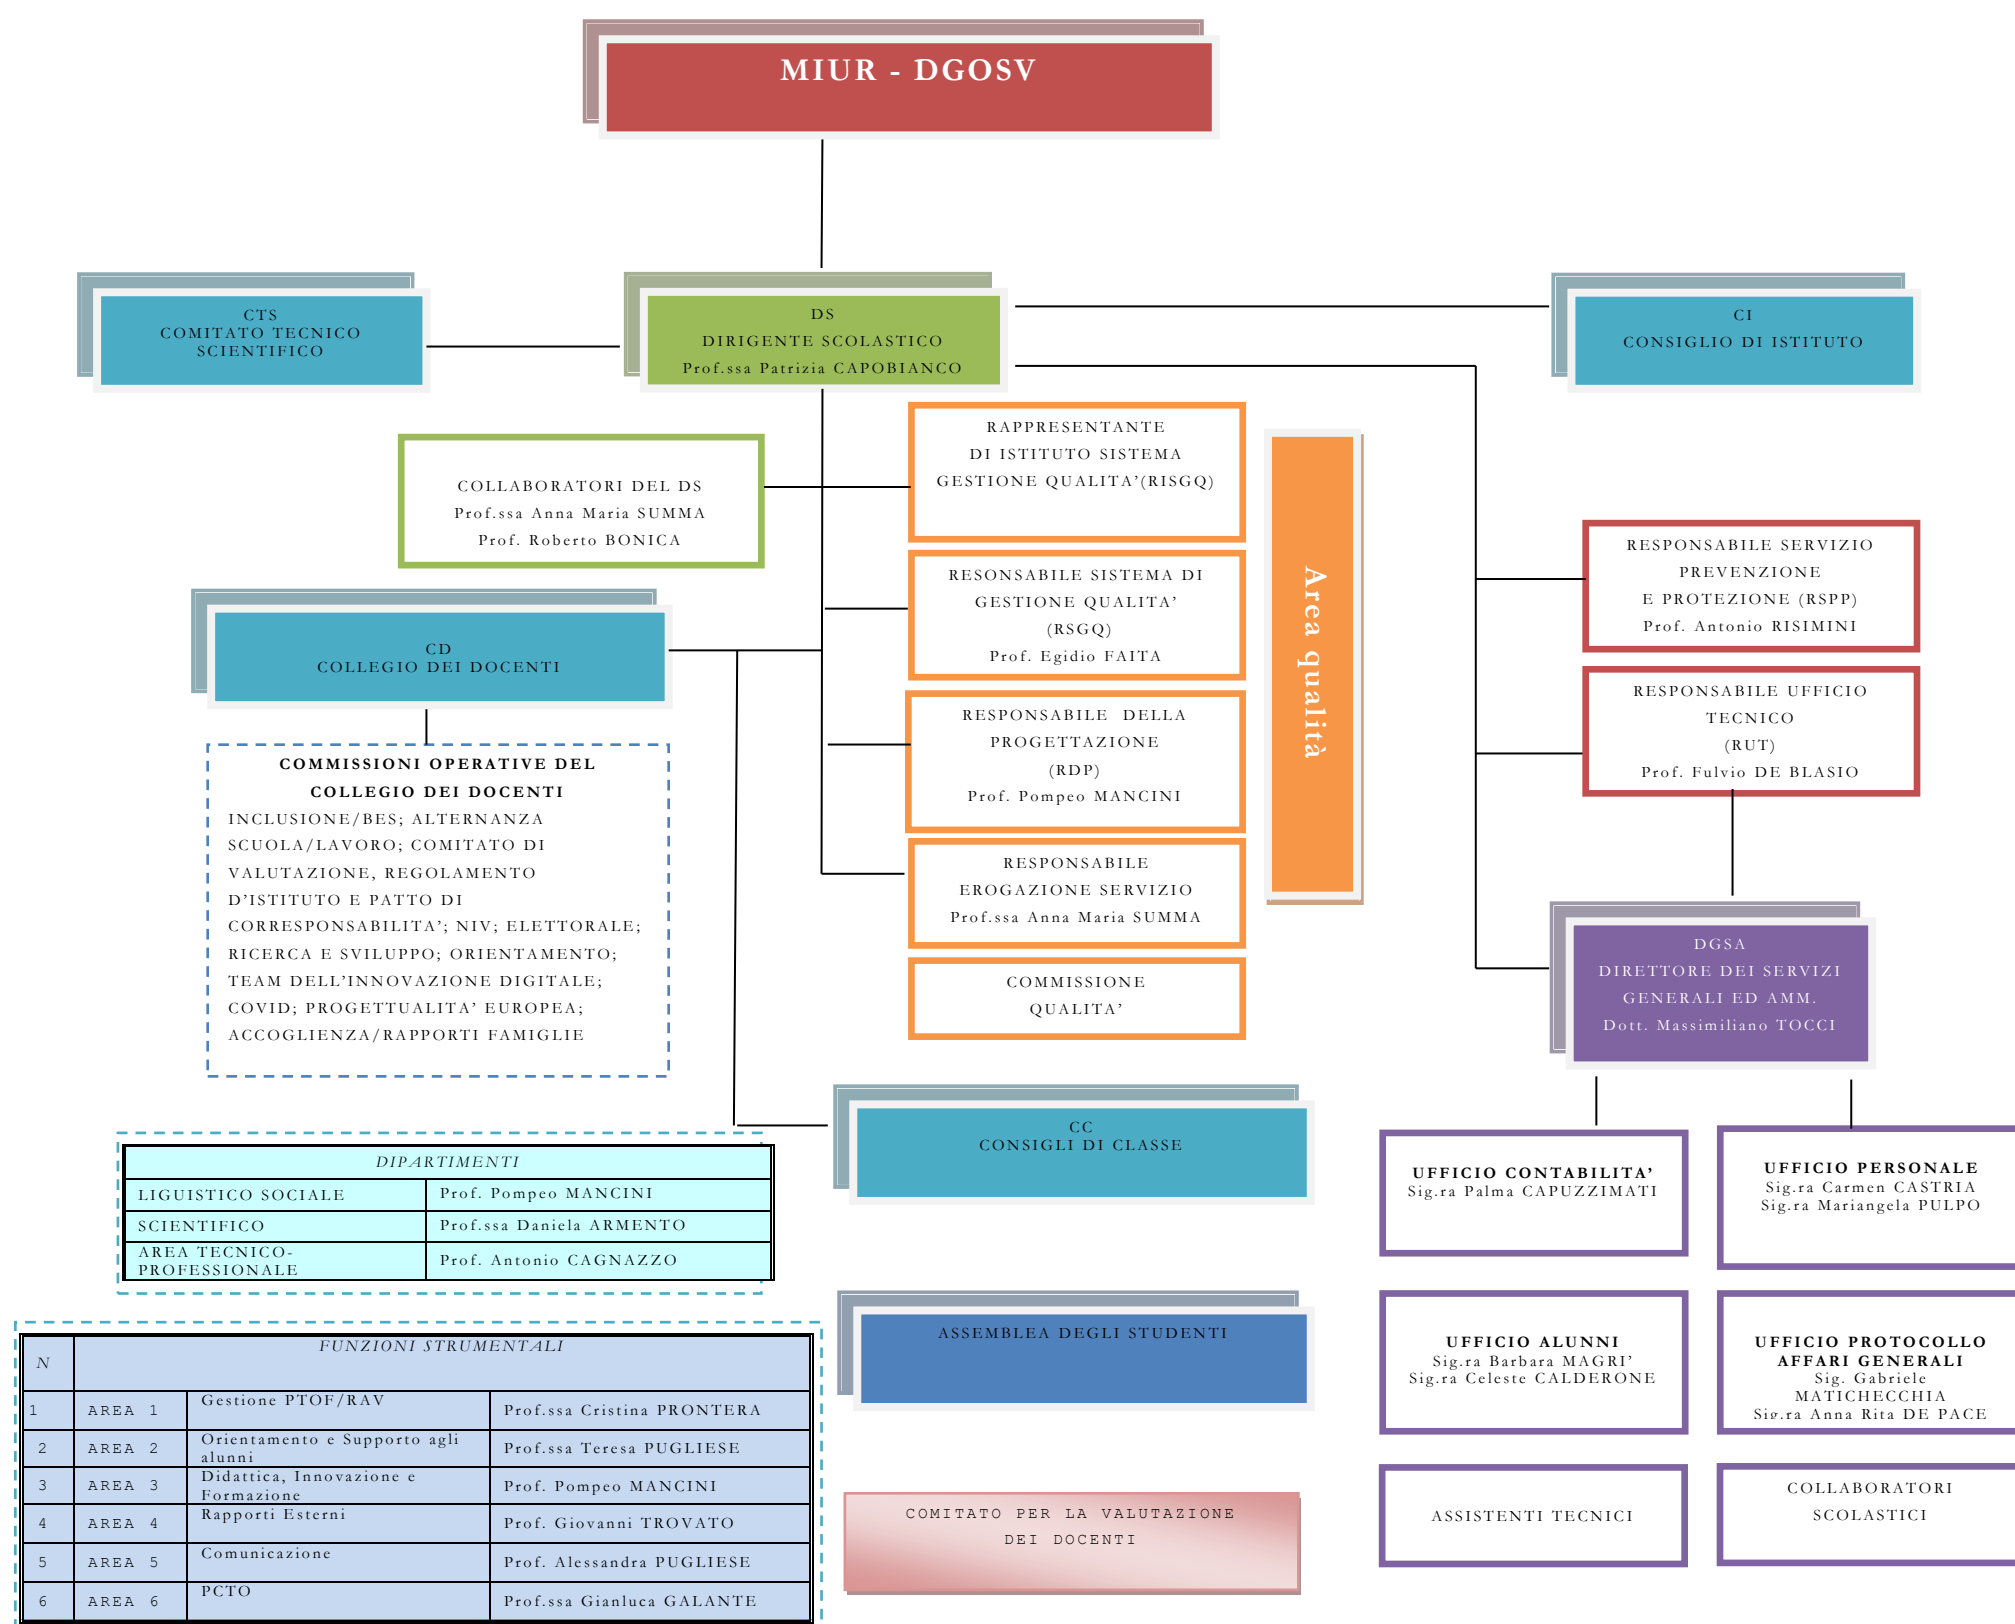 MIUR - DGOSV
CTS
COMITATO TECNICO
SCIENTIFICO
DS
DIRIGENTE SCOLASTICO
Prof.ssa Patrizia CAPOBIANCO
CI
CONSIGLIO DI ISTITUTO
COLLABORATORI DEL DS
Prof.ssa Anna Maria SUMMA
Prof. Roberto BONICA
RAPPRESENTANTE
DI ISTITUTO SISTEMA
GESTIONE QUALITA’(RISGQ)
RESONSABILE SISTEMA DI
GESTIONE QUALITA’
(RSGQ)
Prof. Egidio FAITA
RESPONSABILE DELLA
PROGETTAZIONE
(RDP)
Prof. Pompeo MANCINI
RESPONSABILE
EROGAZIONE SERVIZIO
Prof.ssa Anna Maria SUMMA
COMMISSIONE
QUALITA’
Area qualità
RESPONSABILE SERVIZIO
PREVENZIONE
E PROTEZIONE (RSPP)
Prof. Antonio RISIMINI
RESPONSABILE UFFICIO
TECNICO
(RUT)
Prof. Fulvio DE BLASIO
CD
COLLEGIO DEI DOCENTI
COMMISSIONI OPERATIVE DEL
COLLEGIO DEI DOCENTI
INCLUSIONE/BES; ALTERNANZA
SCUOLA/LAVORO; COMITATO DI
VALUTAZIONE, REGOLAMENTO
D’ISTITUTO E PATTO DI
CORRESPONSABILITA’; NIV; ELETTORALE;
RICERCA E SVILUPPO; ORIENTAMENTO;
TEAM DELL’INNOVAZIONE DIGITALE;
COVID; PROGETTUALITA’ EUROPEA;
ACCOGLIENZA/RAPPORTI FAMIGLIE
DGSA
DIRETTORE DEI SERVIZI
GENERALI ED AMM.
Dott. Massimiliano TOCCI
CC
CONSIGLI DI CLASSE
DIPARTIMENTI
LIGUISTICO SOCIALE Prof. Pompeo MANCINI
SCIENTIFICO Prof.ssa Daniela ARMENTO
AREA TECNICO-
PROFESSIONALE Prof. Antonio CAGNAZZO
UFFICIO CONTABILITA’
Sig.ra Palma CAPUZZIMATI
UFFICIO PERSONALE
Sig.ra Carmen CASTRIA
Sig.ra Mariangela PULPO
ASSEMBLEA DEGLI STUDENTI
UFFICIO ALUNNI
Sig.ra Barbara MAGRI’
Sig.ra Celeste CALDERONE
UFFICIO PROTOCOLLO
AFFARI GENERALI
Sig. Gabriele
MATICHECCHIA
Sig.ra Anna Rita DE PACE
N FUNZIONI STRUMENTALI
1 AREA 1 Gestione PTOF/RAV Prof.ssa Cristina PRONTERA
2 AREA 2 Orientamento e Supporto agli
alunni Prof.ssa Teresa PUGLIESE
3 AREA 3 Didattica, Innovazione e
Formazione Prof. Pompeo MANCINI
4 AREA 4 Rapporti Esterni Prof. Giovanni TROVATO
5 AREA 5 Comunicazione Prof. Alessandra PUGLIESE
6 AREA 6 PCTO Prof.ssa Gianluca GALANTE
COMITATO PER LA VALUTAZIONE
DEI DOCENTI
ASSISTENTI TECNICI
COLLABORATORI
SCOLASTICI